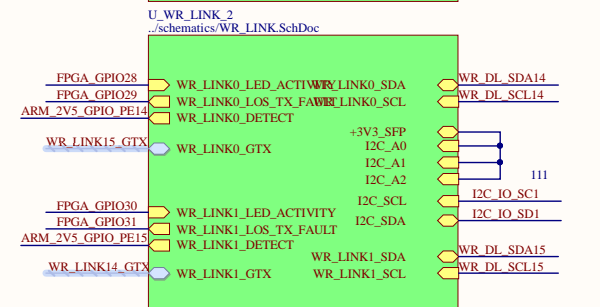 U_WR_LINK_2
../schematics/WR_LINK.SchDoc
FPGA_GPIO28 WR_LINK0_LED_ACTIVITY WR_LINK0_SDA WR_DL_SDA14
FPGA_GPIO29 WR_LINK0_LOS_TX_FAULT WR_LINK0_SCL WR_DL_SCL14
ARM_2V5_GPIO_PE14 WR_LINK0_DETECT
+3V3_SFP
WR_LINK15_GTX WR_LINK0_GTX I2C_A0
I2C_A1
I2C_A2 111
I2C_SCL I2C_IO_SC1
FPGA_GPIO30 WR_LINK1_LED_ACTIVITY I2C_SDA I2C_IO_SD1
FPGA_GPIO31 WR_LINK1_LOS_TX_FAULT
ARM_2V5_GPIO_PE15 WR_LINK1_DETECT WR_LINK1_SDA WR_DL_SDA15
WR_LINK14_GTX WR_LINK1_GTX WR_LINK1_SCL WR_DL_SCL15